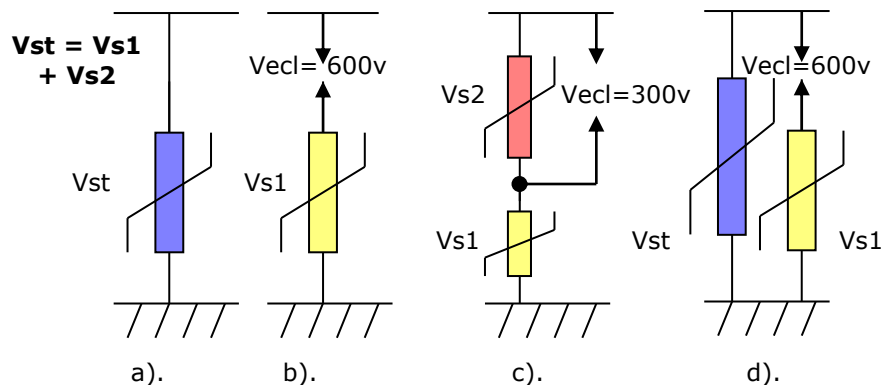 Vst = Vs1
+ Vs2
Vecl= 600v
Vs2
Vecl=300v
Vecl=600v
Vst
Vs1
Vs1
Vst
Vs1
a).
b).
c).
d).